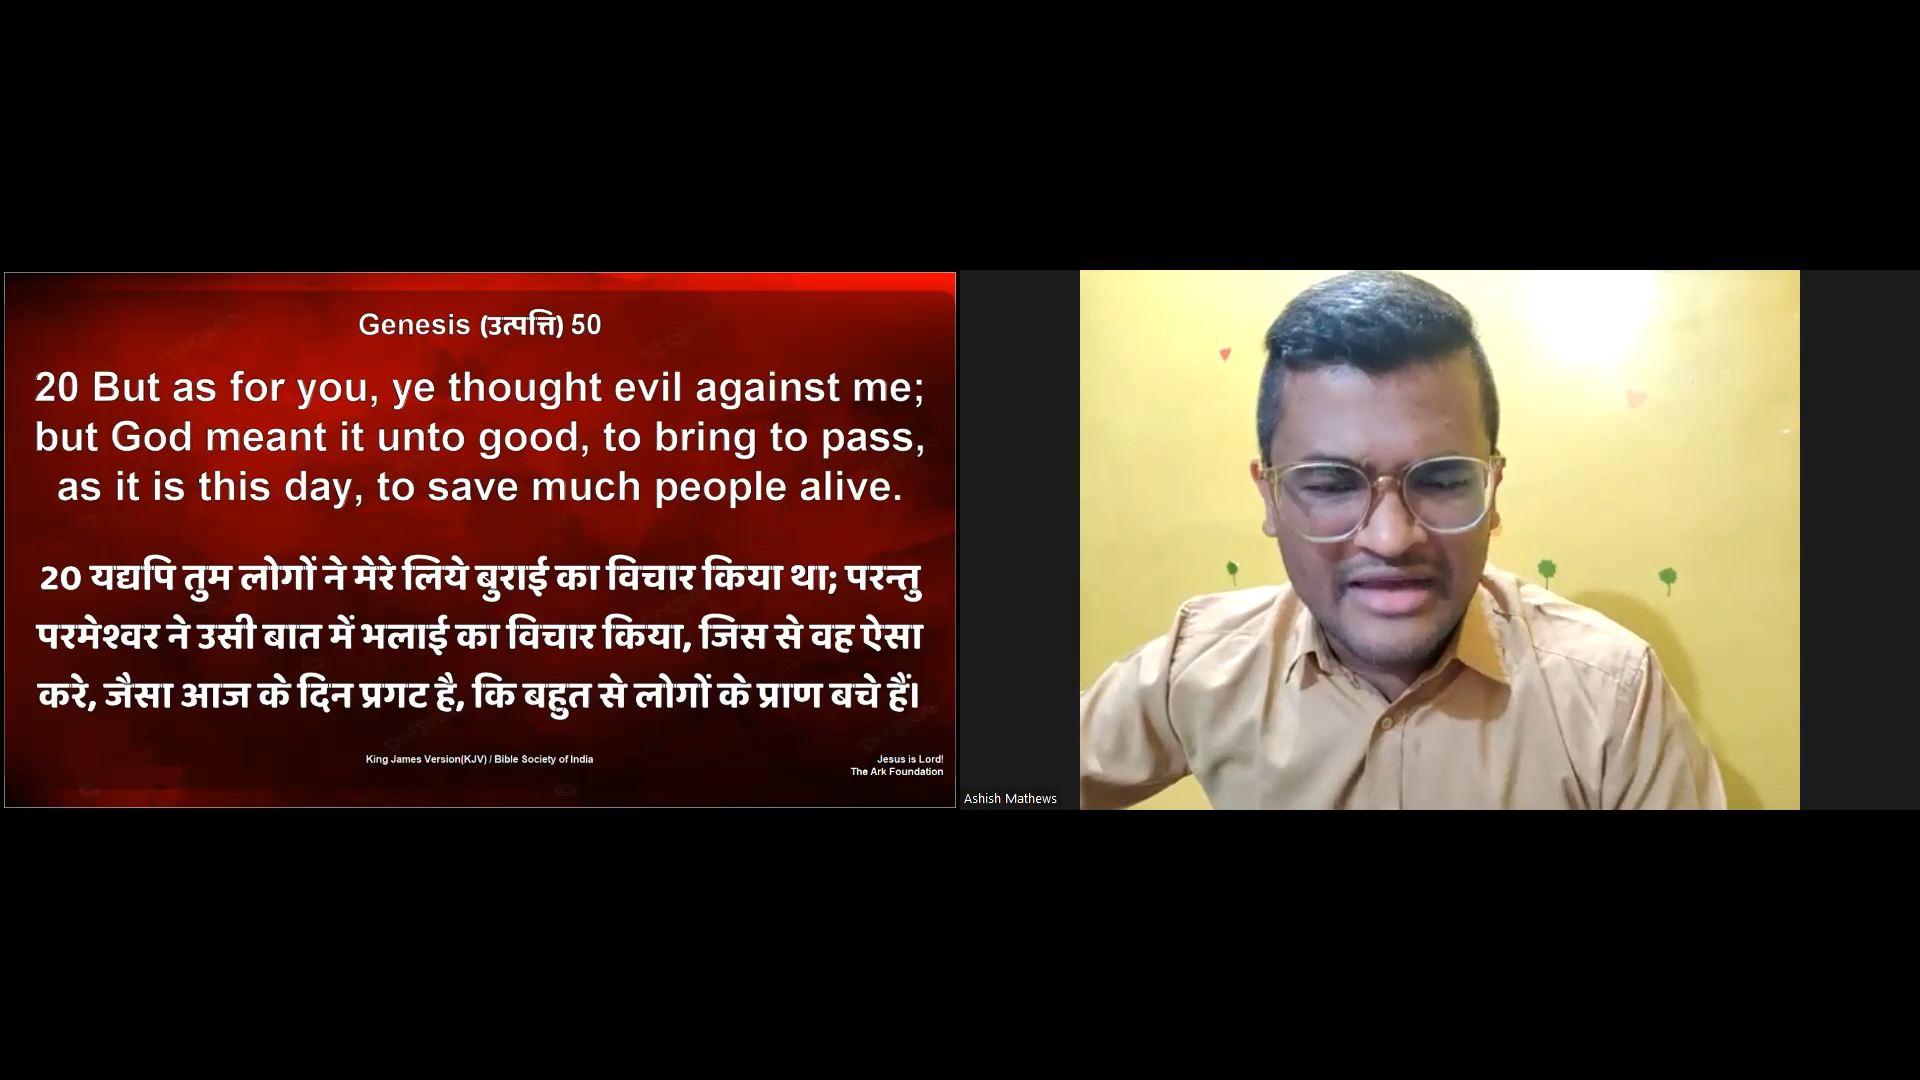 Genesis (उत्पत्ति) 50
20 But as for you, ye thought evil against me;
but God meant it unto good, to bring to pass,
as it is this day, to save much people alive.
20 यद्यपि तुम लोगों ने मेरे लिये बुराई का विचार किया था; परन्तु
परमेश्वर ने उसी बात में भलाई का विचार किया, जिस से वह ऐसा
करे, जैसा आज के दिन प्रगट है, कि बहुत से लोगों के प्राण बचे हैं।
King James Version(KJV) / Bible Society of India
Jesus is Lord!
The Ark Foundation
Ashish Mathews